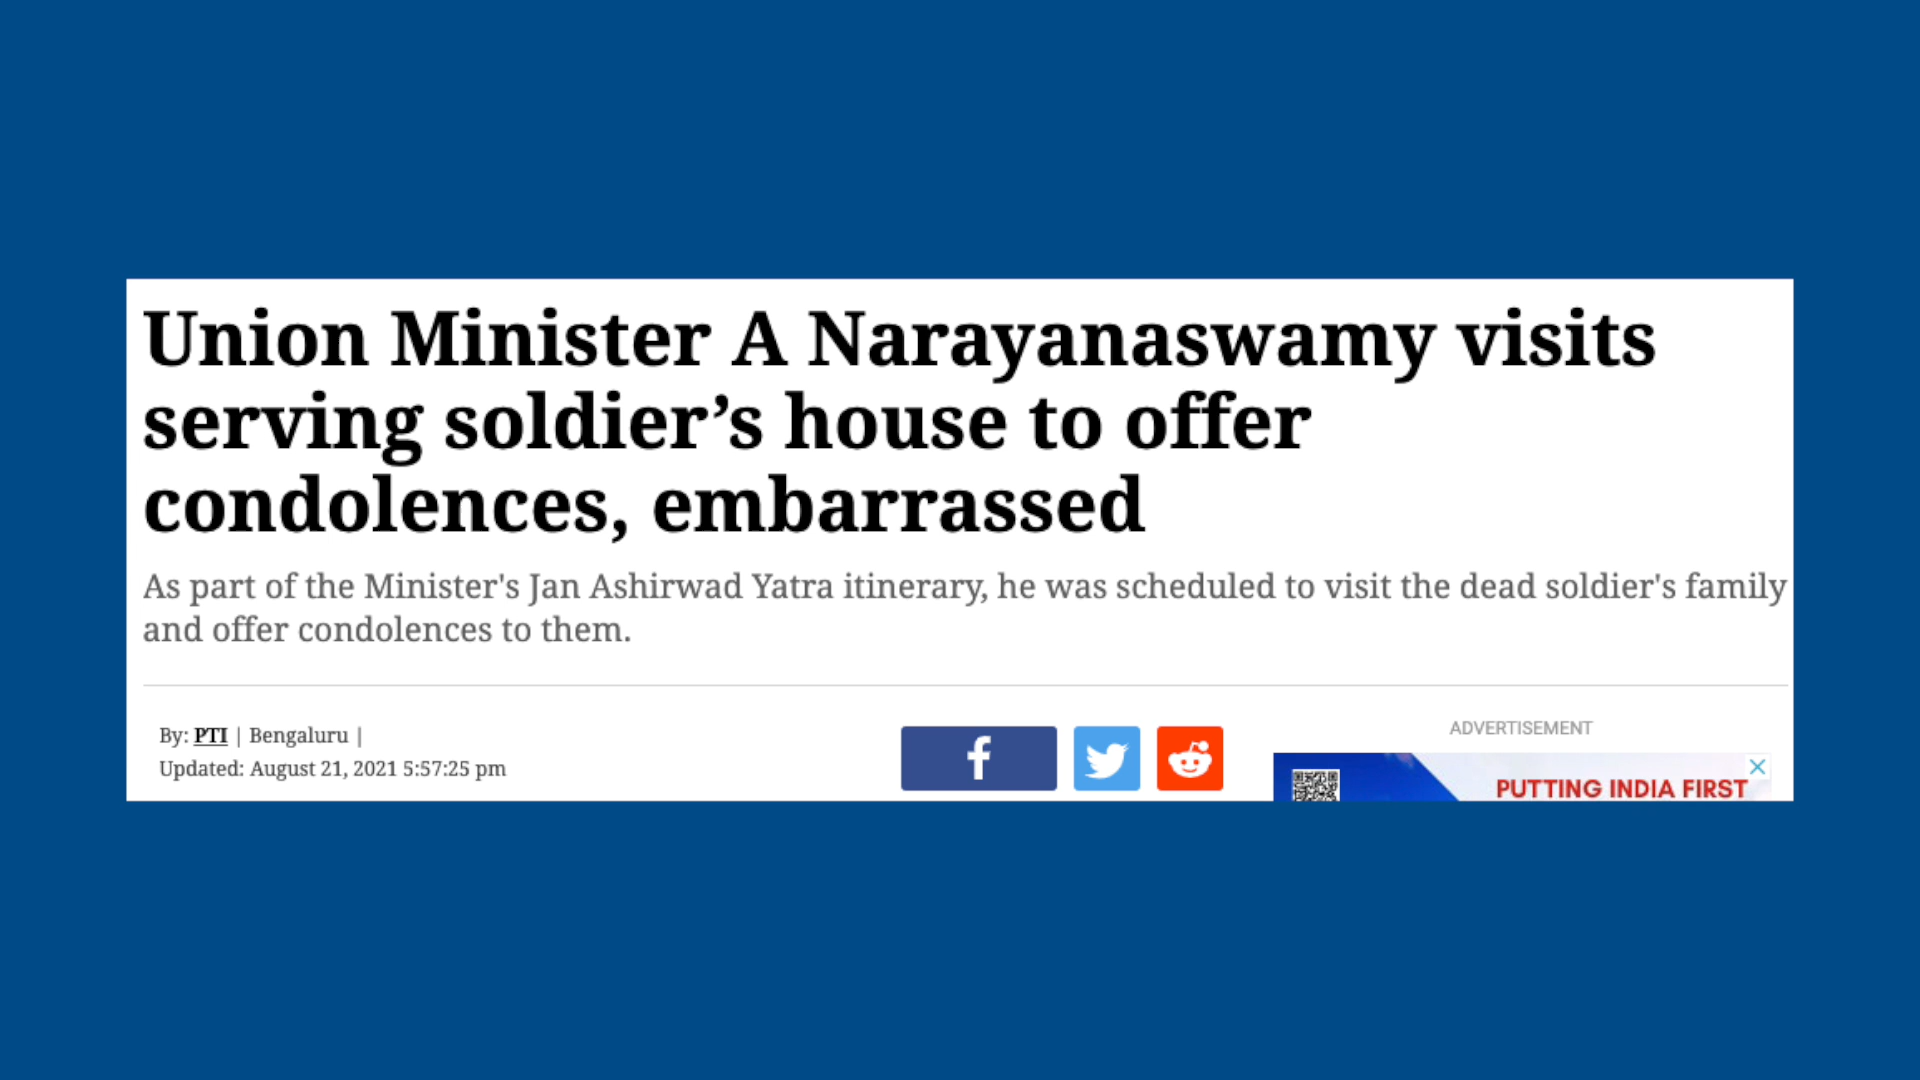 Union Minister A Narayanaswamy visits
serving soldier’s house to offer
condolences, embarrassed
As part of the Minister's Jan Ashirwad Yatra itinerary, he was scheduled to visit the dead soldier's family
and offer condolences to them.
By: PTI | Bengaluru |
Updated: August 21, 2021 5:57:25 pm
ADVERTISEMENT
PUTTING INDIA FIRST